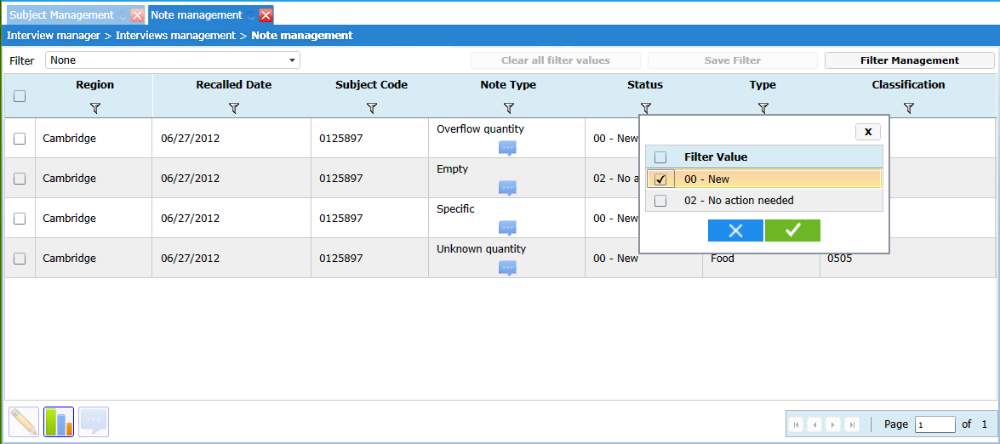 Subject Management
Note management
Interview manager > Interviews management > Note management
Filter None Clear all filter values Save Filter Filter Management
Region Recalled Date Subject Code Note Type Status Type Classification
Cambridge 06/27/2012 0125897 Overflow quantity 00 - New
Cambridge 06/27/2012 0125897 Empty 02 - No a
Cambridge 06/27/2012 0125897 Specific 00 - New
Cambridge 06/27/2012 0125897 Unknown quantity 00 - New Food 0505
x
Filter Value
00 - New
02 - No action needed
Page 1 of 1